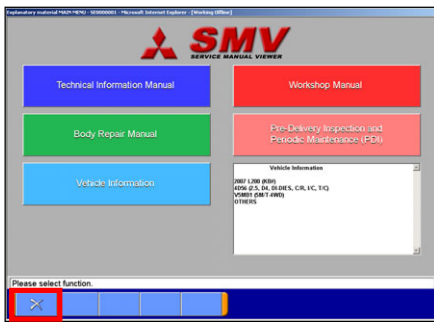 Explanatory material MAIN MENU - SE0000001 - Microsoft Internet Explorer - [Working Offline]
SMV
SERVICE MANUAL VIEWER
Technical Information Manual
Workshop Manual
Body Repair Manual
Pre-Delivery Inspection and
Periodic Maintenance (PDI)
Vehicle Information
Vehicle Information
2007 L200 (KB#)
4D56 (2.5, D4, DI-DIES, C/R, I/C, T/C)
V5MB1 (5M/T 4WD)
OTHERS
Please select function.